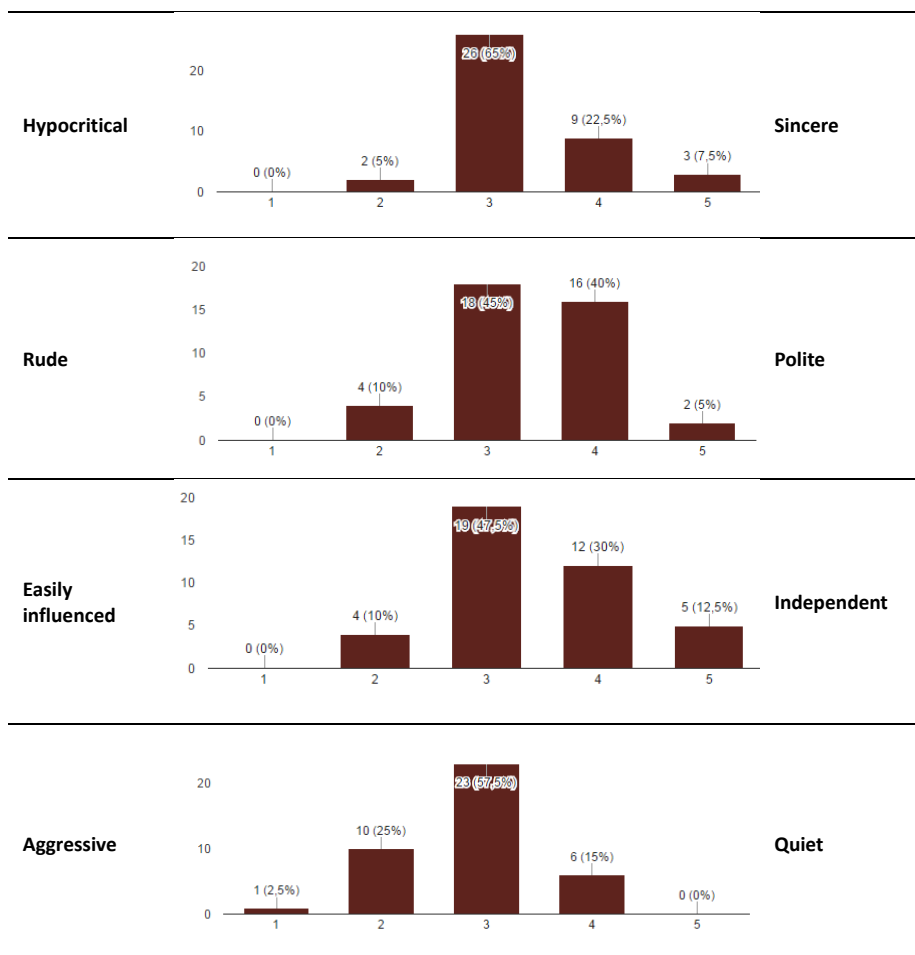 Hypocritical
20
10
0
0 (0%)
2 (5%)
26 (65%)
9 (22,5%)
3 (7,5%)
1 2 3 4 5
Sincere
Rude
20
15
10
5
0
0 (0%)
4 (10%)
18 (45%)
16 (40%)
2 (5%)
1 2 3 4 5
Polite
Easily
influenced
20
15
10
5
0
0 (0%)
4 (10%)
19 (47,5%)
12 (30%)
5 (12,5%)
1 2 3 4 5
Independent
Aggressive
20
10
0
1 (2,5%)
10 (25%)
23 (57,5%)
6 (15%)
0 (0%)
1 2 3 4 5
Quiet